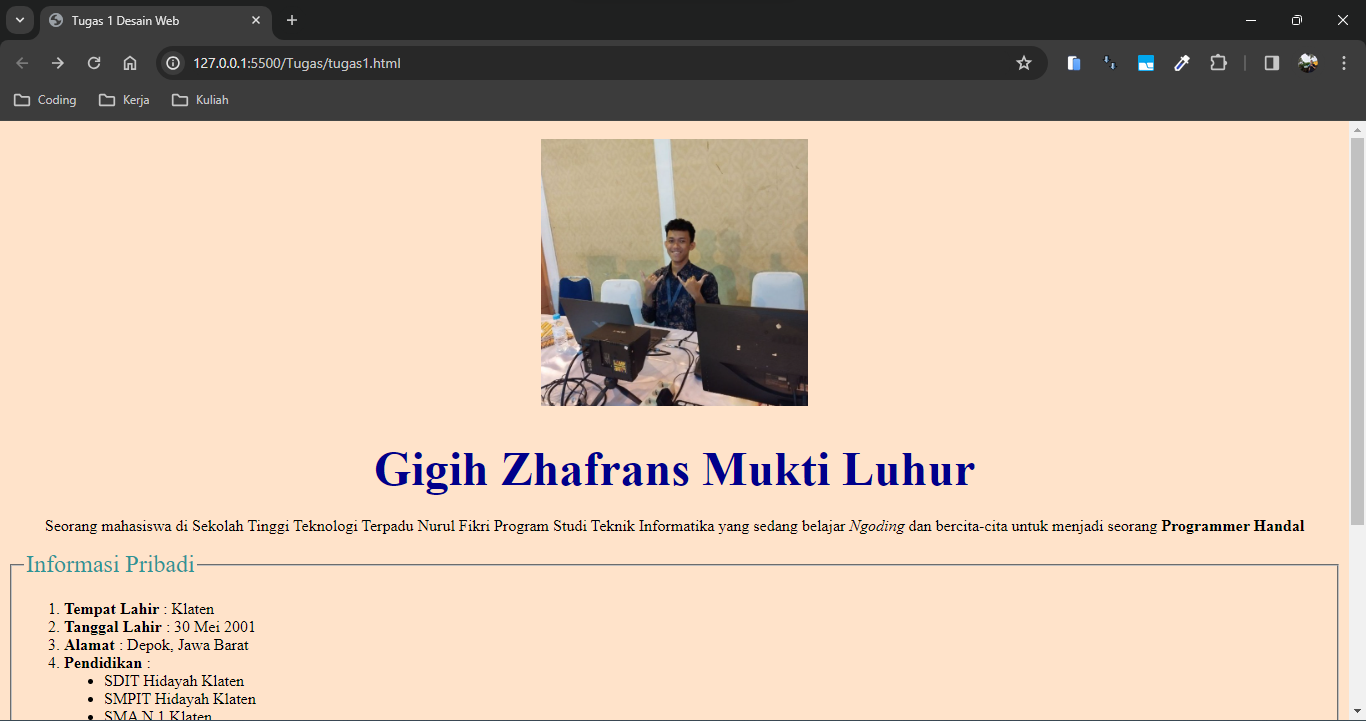 Tugas 1 Desain Web
127.0.0.1:5500/Tugas/tugas1.html
Coding Kerja Kuliah
Gigih Zhafrans Mukti Luhur
Seorang mahasiswa di Sekolah Tinggi Teknologi Terpadu Nurul Fikri Program Studi Teknik Informatika yang sedang belajar Ngoding dan bercita-cita untuk menjadi seorang Programmer Handal
Informasi Pribadi
1. Tempat Lahir : Klaten
2. Tanggal Lahir : 30 Mei 2001
3. Alamat : Depok, Jawa Barat
4. Pendidikan :
• SDIT Hidayah Klaten
• SMPIT Hidayah Klaten
• SMA N 1 Klaten